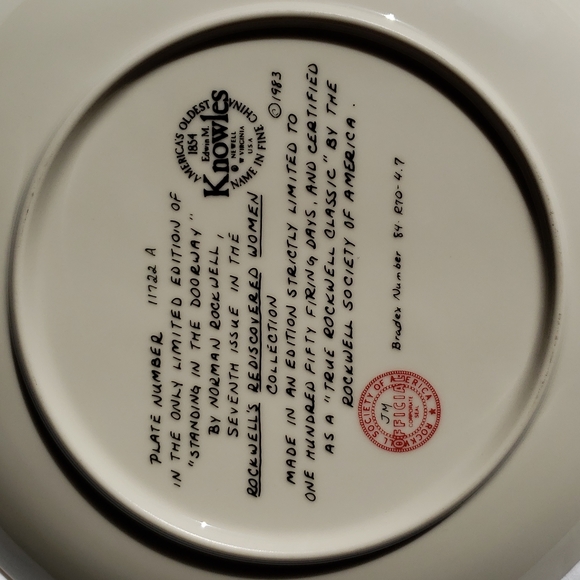 AMERICA'S OLDEST
NAME IN FINE CHINA
1854
Edwin M.
Knowles
NEWELL
VIRGINIA
U.S.A.
PLATE NUMBER 11722 A
IN THE ONLY LIMITED EDITION OF
"STANDING IN THE DOORWAY"
BY NORMAN ROCKWELL,
SEVENTH ISSUE IN THE
ROCKWELL'S REDISCOVERED WOMEN
COLLECTION ©1983
MADE IN AN EDITION STRICTLY LIMITED TO
ONE HUNDRED FIFTY FIRING DAYS, AND CERTIFIED
AS A "TRUE ROCKWELL CLASSIC" BY THE
ROCKWELL SOCIETY OF AMERICA.
Bradex Number 84-R70-4.7
ROCKWELL SOCIETY OF AMERICA
JM
OFFICIAL
CORPORATE
SEAL